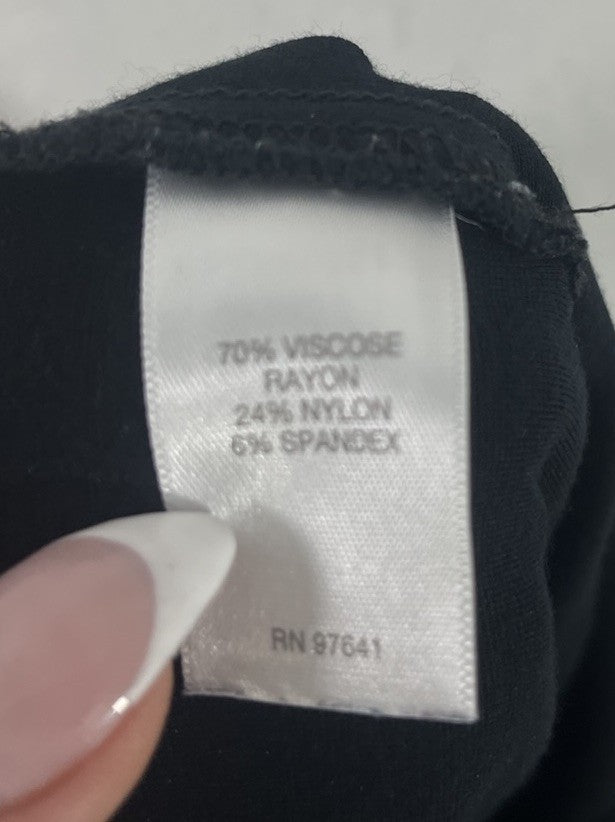 70% VISCOSE
RAYON
24% NYLON
6% SPANDEX
RN 97641